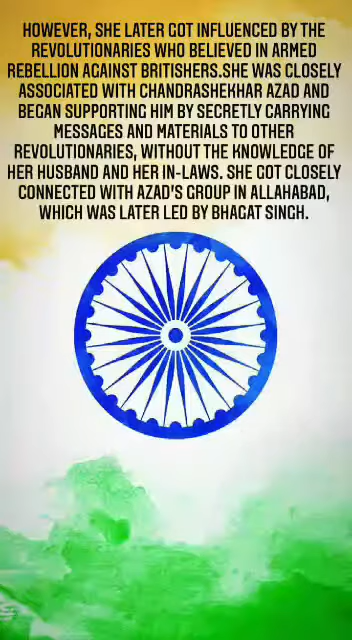 HOWEVER, SHE LATER GOT INFLUENCED BY THE
REVOLUTIONARIES WHO BELIEVED IN ARMED
REBELLION AGAINST BRITISHERS.SHE WAS CLOSELY
ASSOCIATED WITH CHANDRASHEKHAR AZAD AND
BEGAN SUPPORTING HIM BY SECRETLY CARRYING
MESSAGES AND MATERIALS TO OTHER
REVOLUTIONARIES, WITHOUT THE KNOWLEDGE OF
HER HUSBAND AND HER IN-LAWS. SHE GOT CLOSELY
CONNECTED WITH AZAD'S GROUP IN ALLAHABAD,
WHICH WAS LATER LED BY BHAGAT SINGH.